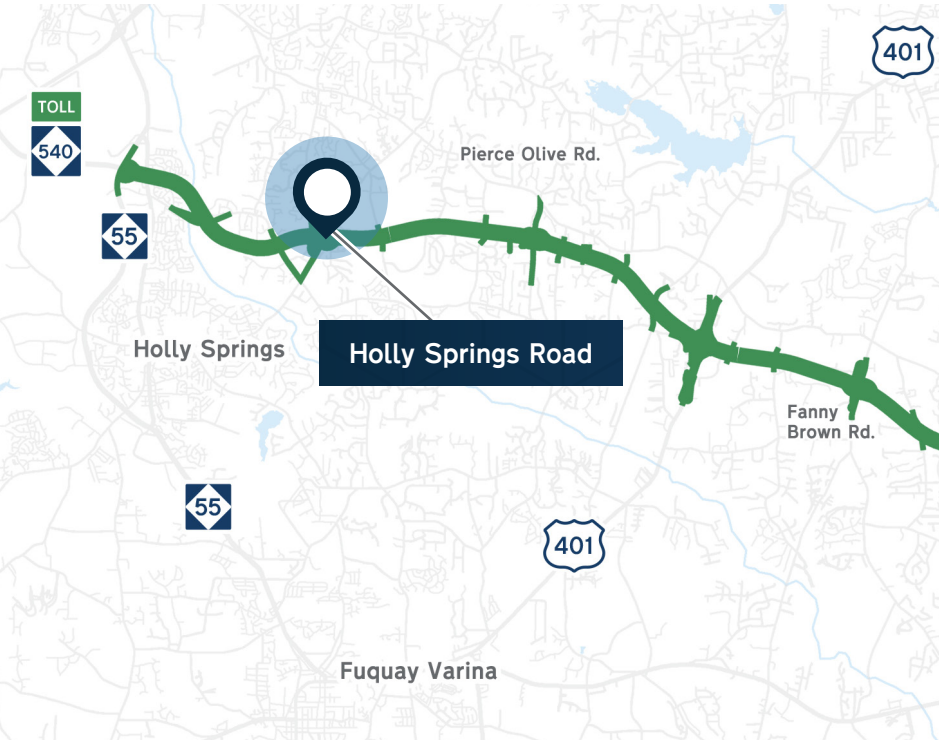 401
TOLL
540
Pierce Olive Rd.
55
Holly Springs
Holly Springs Road
Fanny
Brown Rd.
55
401
Fuquay Varina